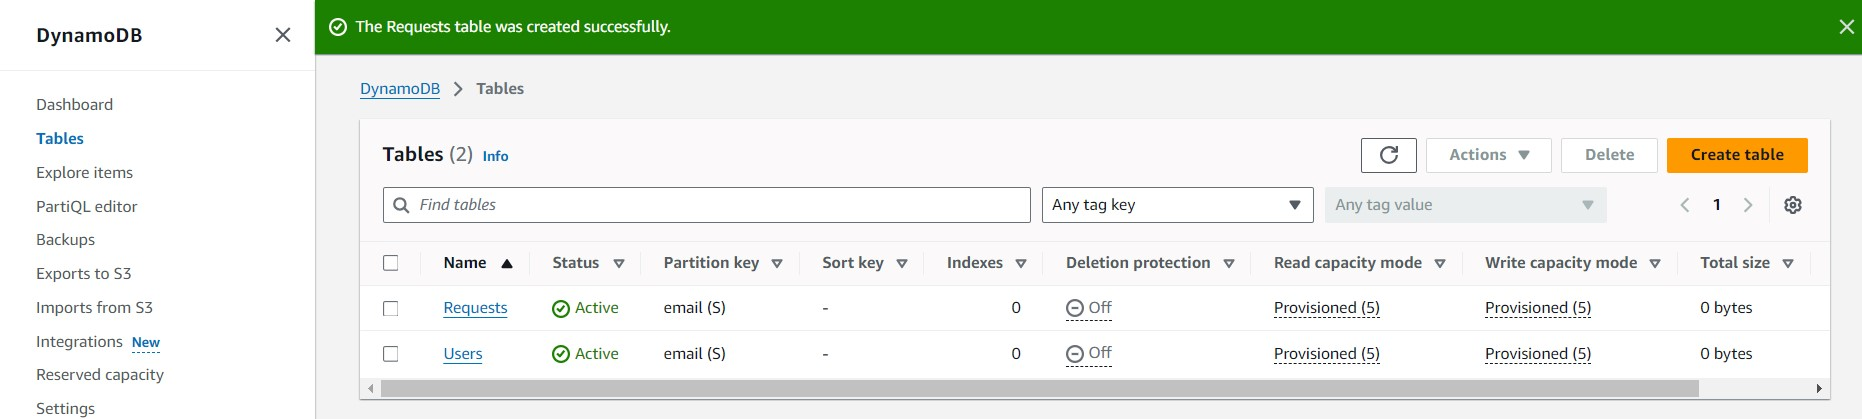 DynamoDB
Dashboard
Tables
Explore items
PartiQL editor
Backups
Exports to S3
Imports from S3
Integrations New
Reserved capacity
Settings
The Requests table was created successfully.
DynamoDB Tables
Tables (2) Info
Actions Delete Create table
Find tables Any tag key Any tag value 1
Name Status Partition key Sort key Indexes Deletion protection Read capacity mode Write capacity mode Total size
Requests Active email (S) - 0 Off Provisioned (5) Provisioned (5) 0 bytes
Users Active email (S) - 0 Off Provisioned (5) Provisioned (5) 0 bytes